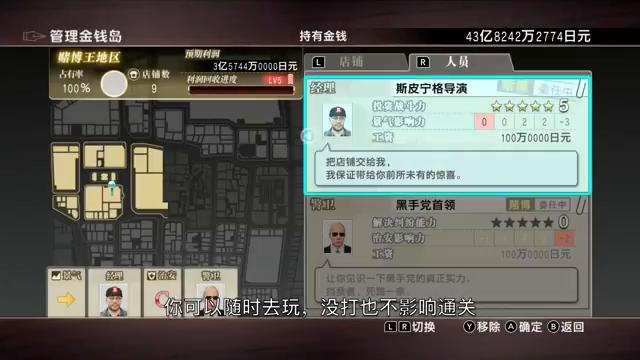 管理金钱岛
持有金钱
43亿8242万2774日元
赌博王地区
预期利润
3亿5744万0000日元
占有率
100%
店铺数
9
利润回收进度
LV5
L 店铺
R 人员
经理
斯皮宁格导演
委任中
投资战斗力
5
景气影响力
0 0 2 2 -3
工资
100万0000日元
把店铺交给我，
我保证带给你前所未有的惊喜。
警卫
黑手党首领
赌博
委任中
解决纠纷能力
0
治安影响力
-2
工资
100万0000日元
让你见识一下黑手党的真正实力。
景气
经理
治安
警卫
你可以随时去玩，没打也不影响通关
L R 切换
Y 移除
A 确定
B 返回